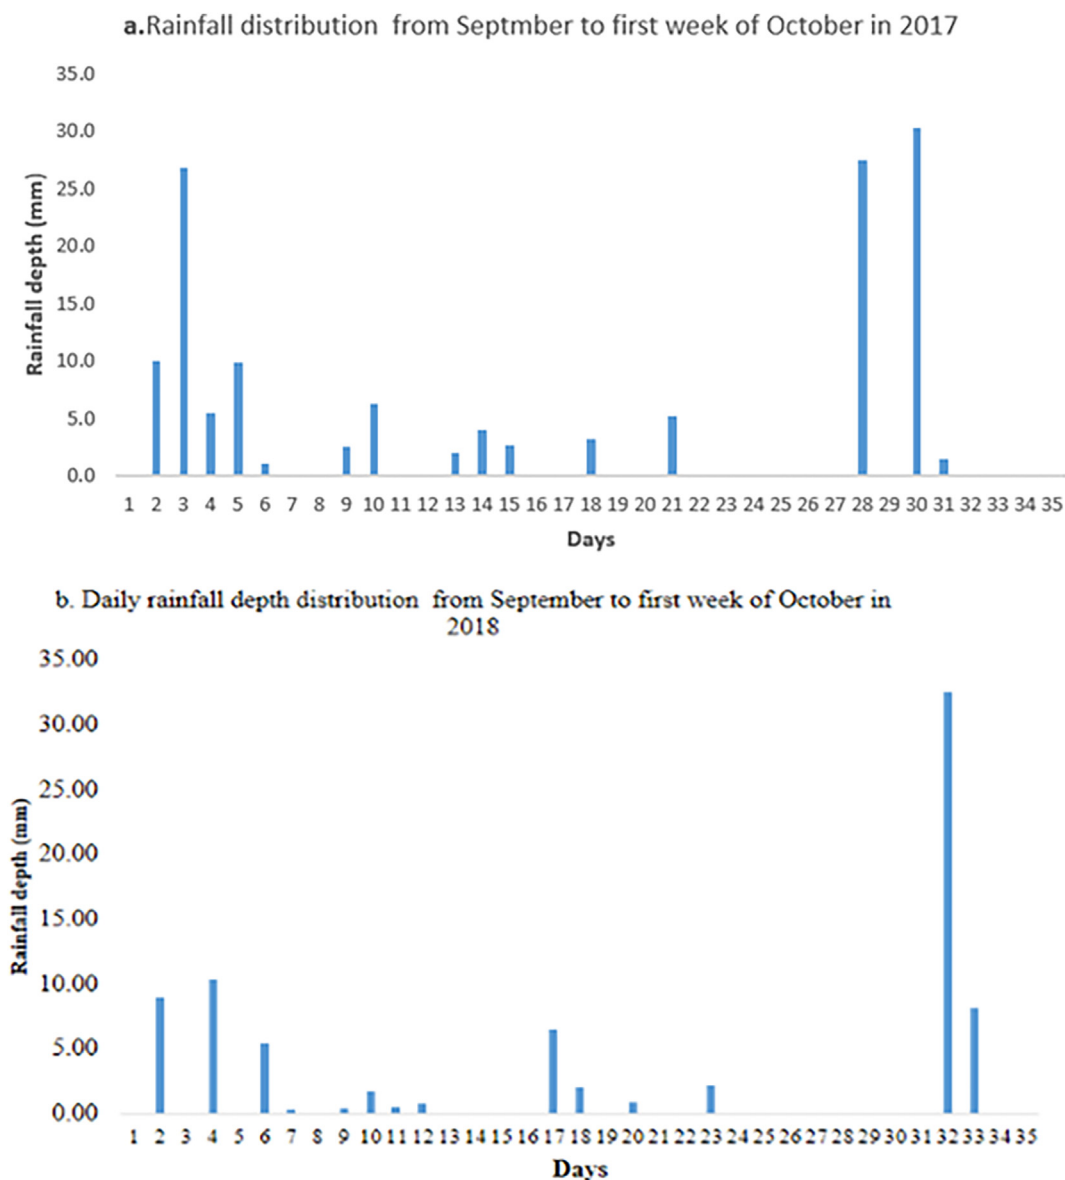 a.Rainfall distribution from Septmber to first week of October in 2017
35.0
30.0
25.0
20.0
15.0
10.0
5.0
0.0
Rainfall depth (mm)
1 2 3 4 5 6 7 8 9 10 11 12 13 14 15 16 17 18 19 20 21 22 23 24 25 26 27 28 29 30 31 32 33 34 35
Days
b. Daily rainfall depth distribution from September to first week of October in
2018
35.00
30.00
25.00
20.00
15.00
10.00
5.00
0.00
Rainfall depth (mm)
1 2 3 4 5 6 7 8 9 10 11 12 13 14 15 16 17 18 19 20 21 22 23 24 25 26 27 28 29 30 31 32 33 34 35
Days